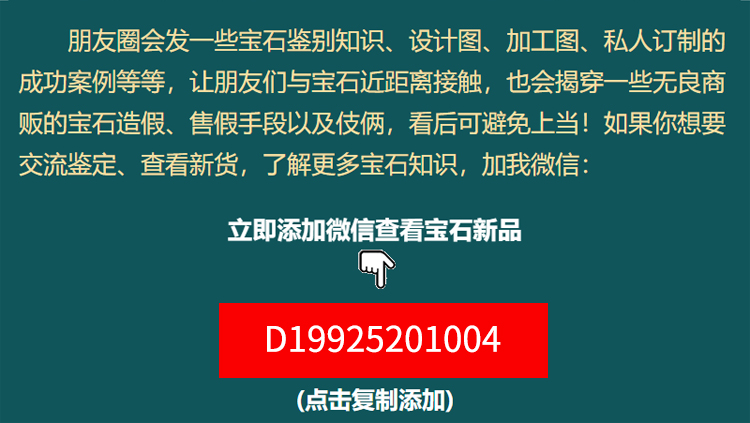 朋友圈会发一些宝石鉴别知识、设计图、加工图、私人订制的
成功案例等等，让朋友们与宝石近距离接触，也会揭穿一些无良商
贩的宝石造假、售假手段以及伎俩，看后可避免上当！如果你想要
交流鉴定、查看新货，了解更多宝石知识，加我微信：
立即添加微信查看宝石新品
D19925201004
(点击复制添加)